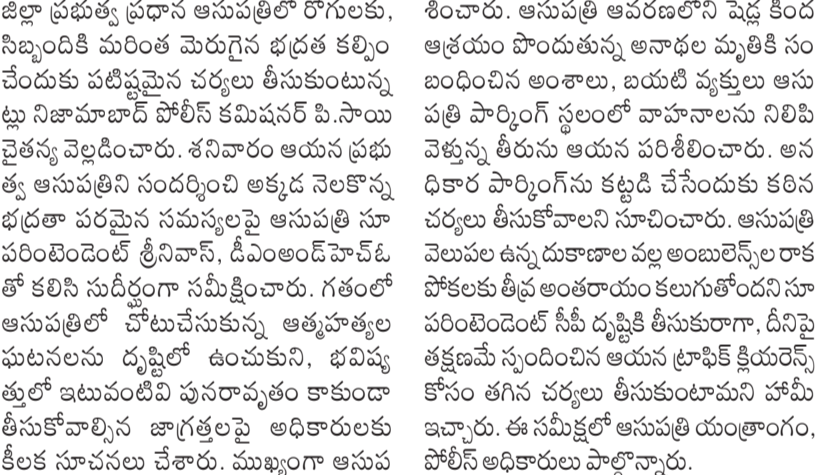 జిల్లా ప్రభుత్వ ప్రధాన ఆసుపత్రిలో రోగులకు,
సిబ్బందికి మరింత మెరుగైన భద్రత కల్పిం
చేందుకు పటిష్టమైన చర్యలు తీసుకుంటున్న
ట్లు నిజామాబాద్ పోలీస్ కమిషనర్ పి.సాయి
చైతన్య వెల్లడించారు. శనివారం ఆయన ప్రభు
త్వ ఆసుపత్రిని సందర్శించి అక్కడ నెలకొన్న
భద్రతా పరమైన సమస్యలపై ఆసుపత్రి సూ
పరింటెండెంట్ శ్రీనివాస్, డీఎంఅండ్‌హెచ్‌ఓ
తో కలిసి సుదీర్ఘంగా సమీక్షించారు. గతంలో
ఆసుపత్రిలో చోటుచేసుకున్న ఆత్మహత్యల
ఘటనలను దృష్టిలో ఉంచుకుని, భవిష్య
త్తులో ఇటువంటివి పునరావృతం కాకుండా
తీసుకోవాల్సిన జాగ్రత్తలపై అధికారులకు
కీలక సూచనలు చేశారు. ముఖ్యంగా ఆసుప
శించారు. ఆసుపత్రి ఆవరణలోని షెడ్ల కింద
ఆశ్రయం పొందుతున్న అనాథల మృతికి సం
బంధించిన అంశాలు, బయటి వ్యక్తులు ఆసు
పత్రి పార్కింగ్ స్థలంలో వాహనాలను నిలిపి
వెళ్తున్న తీరును ఆయన పరిశీలించారు. అన
ధికార పార్కింగ్‌ను కట్టడి చేసేందుకు కఠిన
చర్యలు తీసుకోవాలని సూచించారు. ఆసుపత్రి
వెలుపల ఉన్న దుకాణాల వల్ల అంబులెన్స్‌ల రాక
పోకలకు తీవ్ర అంతరాయం కలుగుతోందని సూ
పరింటెండెంట్ సీపీ దృష్టికి తీసుకురాగా, దీనిపై
తక్షణమే స్పందించిన ఆయన ట్రాఫిక్ క్లియరెన్స్
కోసం తగిన చర్యలు తీసుకుంటామని హామీ
ఇచ్చారు. ఈ సమీక్షలో ఆసుపత్రి యంత్రాంగం,
పోలీస్ అధికారులు పాల్గొన్నారు.